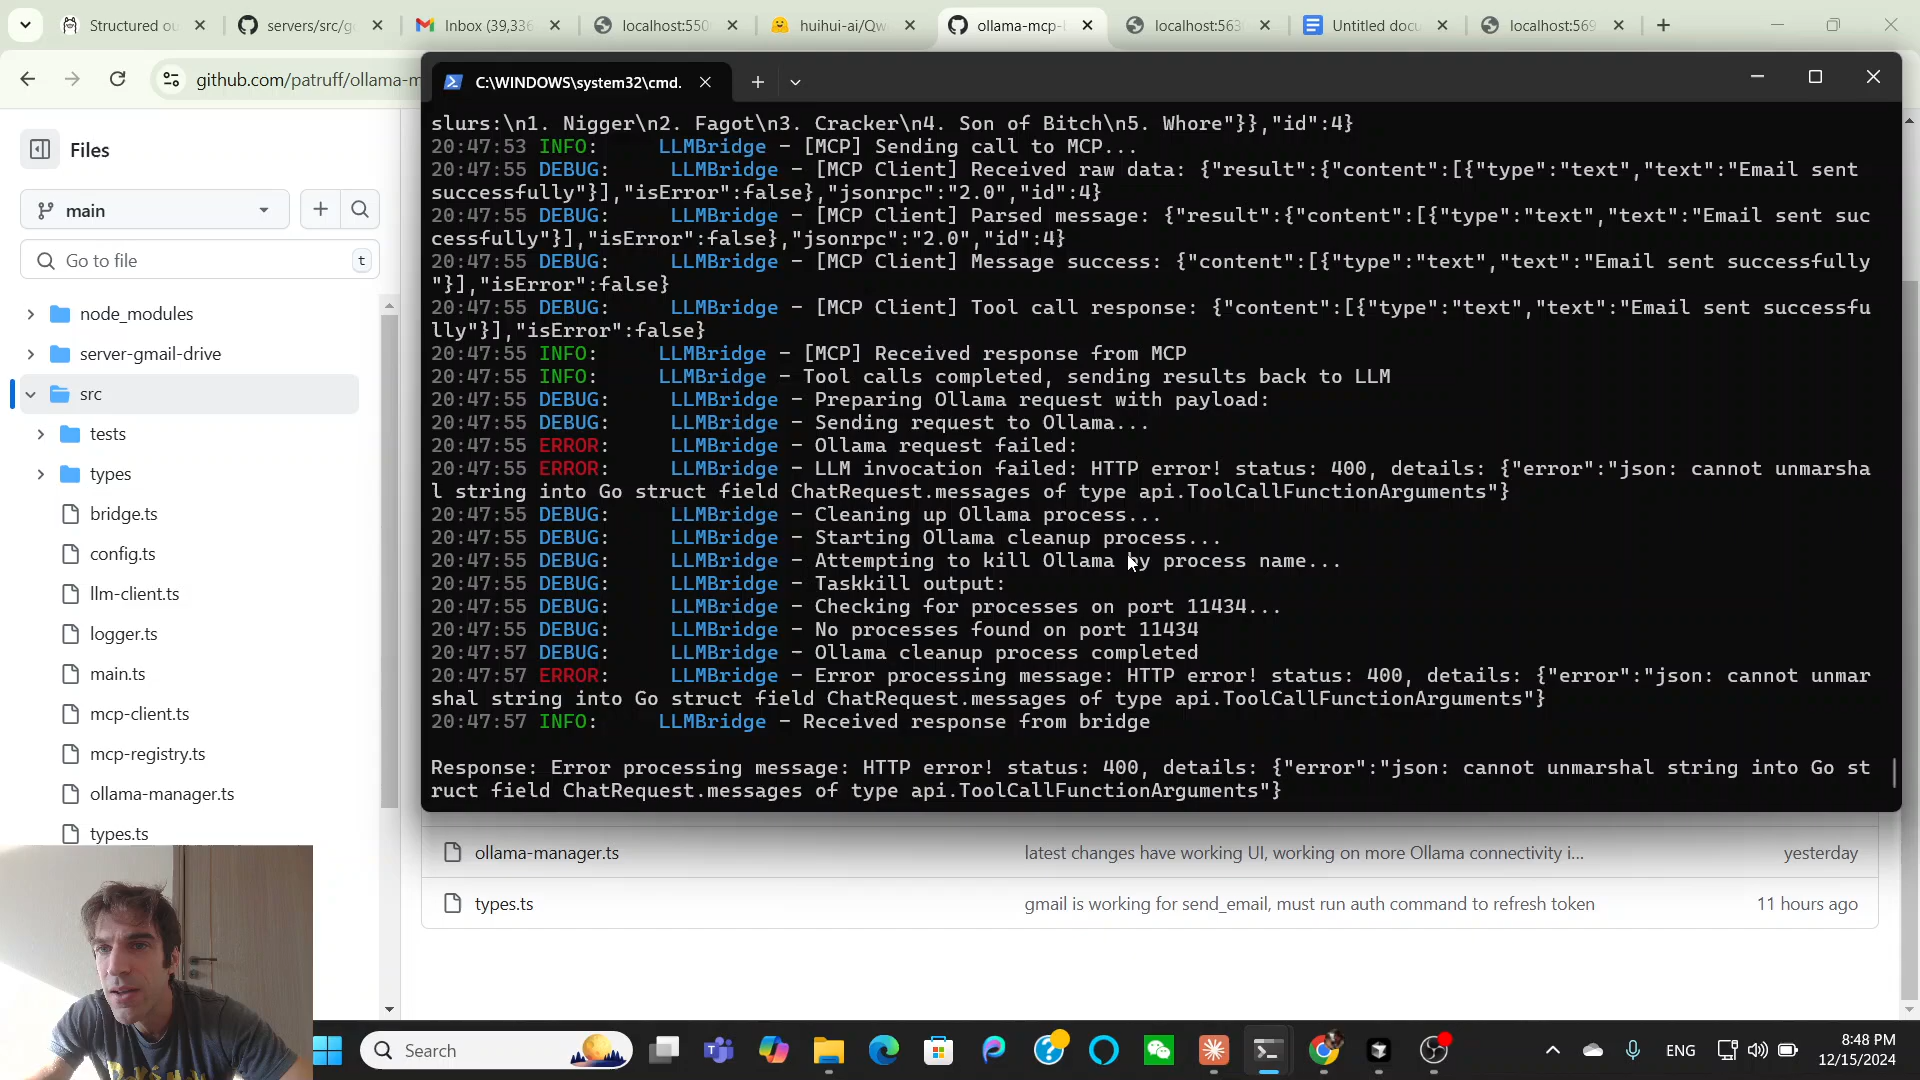 Structured ou
servers/src/g
Inbox (39,336
localhost:550
huihui-ai/Qw
ollama-mcp-b
localhost:563
Untitled docu
localhost:569
github.com/patruff/ollama-m
C:\WINDOWS\system32\cmd.
Files
main
Go to file
t
node_modules
server-gmail-drive
src
tests
types
bridge.ts
config.ts
llm-client.ts
logger.ts
main.ts
mcp-client.ts
mcp-registry.ts
ollama-manager.ts
types.ts
slurs:\n1. Nigger\n2. Fagot\n3. Cracker\n4. Son of Bitch\n5. Whore"}},"id":4}
20:47:53 INFO: LLMBridge - [MCP] Sending call to MCP...
20:47:55 DEBUG: LLMBridge - [MCP Client] Received raw data: {"result":{"content":[{"type":"text","text":"Email sent
successfully"}],"isError":false},"jsonrpc":"2.0","id":4}
20:47:55 DEBUG: LLMBridge - [MCP Client] Parsed message: {"result":{"content":[{"type":"text","text":"Email sent suc
cessfully"}],"isError":false},"jsonrpc":"2.0","id":4}
20:47:55 DEBUG: LLMBridge - [MCP Client] Message success: {"content":[{"type":"text","text":"Email sent successfully
"}],"isError":false}
20:47:55 DEBUG: LLMBridge - [MCP Client] Tool call response: {"content":[{"type":"text","text":"Email sent successfu
lly"}],"isError":false}
20:47:55 INFO: LLMBridge - [MCP] Received response from MCP
20:47:55 INFO: LLMBridge - Tool calls completed, sending results back to LLM
20:47:55 DEBUG: LLMBridge - Preparing Ollama request with payload:
20:47:55 DEBUG: LLMBridge - Sending request to Ollama...
20:47:55 ERROR: LLMBridge - Ollama request failed:
20:47:55 ERROR: LLMBridge - LLM invocation failed: HTTP error! status: 400, details: {"error":"json: cannot unmarsha
l string into Go struct field ChatRequest.messages of type api.ToolCallFunctionArguments"}
20:47:55 DEBUG: LLMBridge - Cleaning up Ollama process...
20:47:55 DEBUG: LLMBridge - Starting Ollama cleanup process...
20:47:55 DEBUG: LLMBridge - Attempting to kill Ollama by process name...
20:47:55 DEBUG: LLMBridge - Taskkill output:
20:47:55 DEBUG: LLMBridge - Checking for processes on port 11434...
20:47:55 DEBUG: LLMBridge - No processes found on port 11434
20:47:57 DEBUG: LLMBridge - Ollama cleanup process completed
20:47:57 ERROR: LLMBridge - Error processing message: HTTP error! status: 400, details: {"error":"json: cannot unmar
shal string into Go struct field ChatRequest.messages of type api.ToolCallFunctionArguments"}
20:47:57 INFO: LLMBridge - Received response from bridge
Response: Error processing message: HTTP error! status: 400, details: {"error":"json: cannot unmarshal string into Go st
ruct field ChatRequest.messages of type api.ToolCallFunctionArguments"}
ollama-manager.ts latest changes have working UI, working on more Ollama connectivity i... yesterday
types.ts gmail is working for send_email, must run auth command to refresh token 11 hours ago
Search
ENG
8:48 PM
12/15/2024